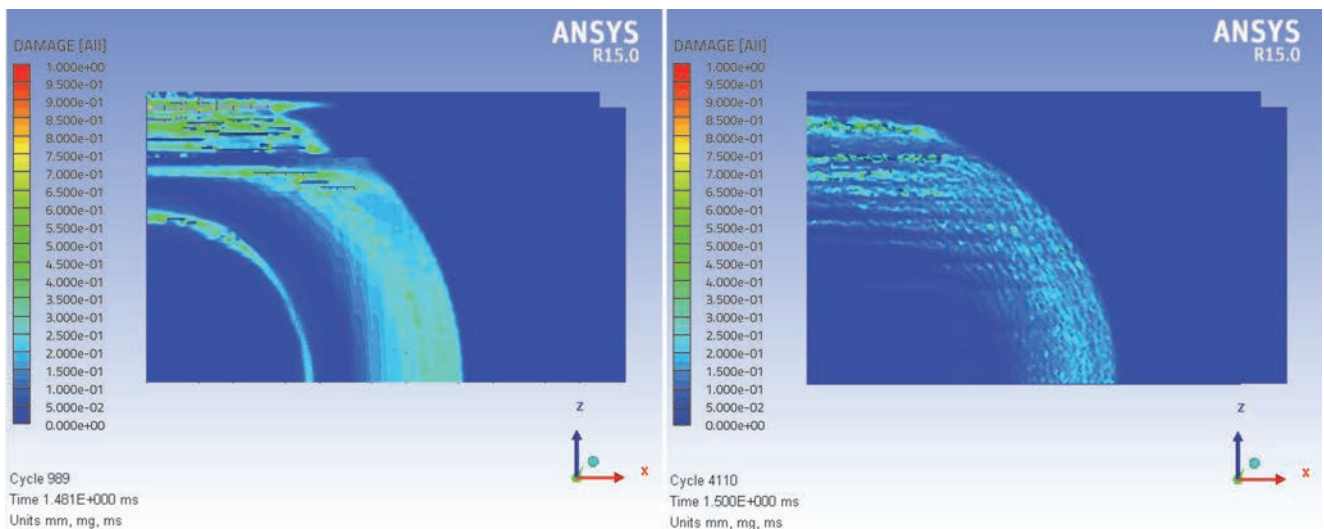 ANSYS
R15.0
DAMAGE [All]
1.000e+00
9.500e-01
9.000e-01
8.500e-01
8.000e-01
7.500e-01
7.000e-01
6.500e-01
6.000e-01
5.500e-01
5.000e-01
4.500e-01
4.000e-01
3.500e-01
3.000e-01
2.500e-01
2.000e-01
1.500e-01
1.000e-01
5.000e-02
0.000e+00
z
x
Cycle 989
Time 1.481E+000 ms
Units mm, mg, ms
ANSYS
R15.0
DAMAGE [All]
1.000e+00
9.500e-01
9.000e-01
8.500e-01
8.000e-01
7.500e-01
7.000e-01
6.500e-01
6.000e-01
5.500e-01
5.000e-01
4.500e-01
4.000e-01
3.500e-01
3.000e-01
2.500e-01
2.000e-01
1.500e-01
1.000e-01
5.000e-02
0.000e+00
z
x
Cycle 4110
Time 1.500E+000 ms
Units mm, mg, ms